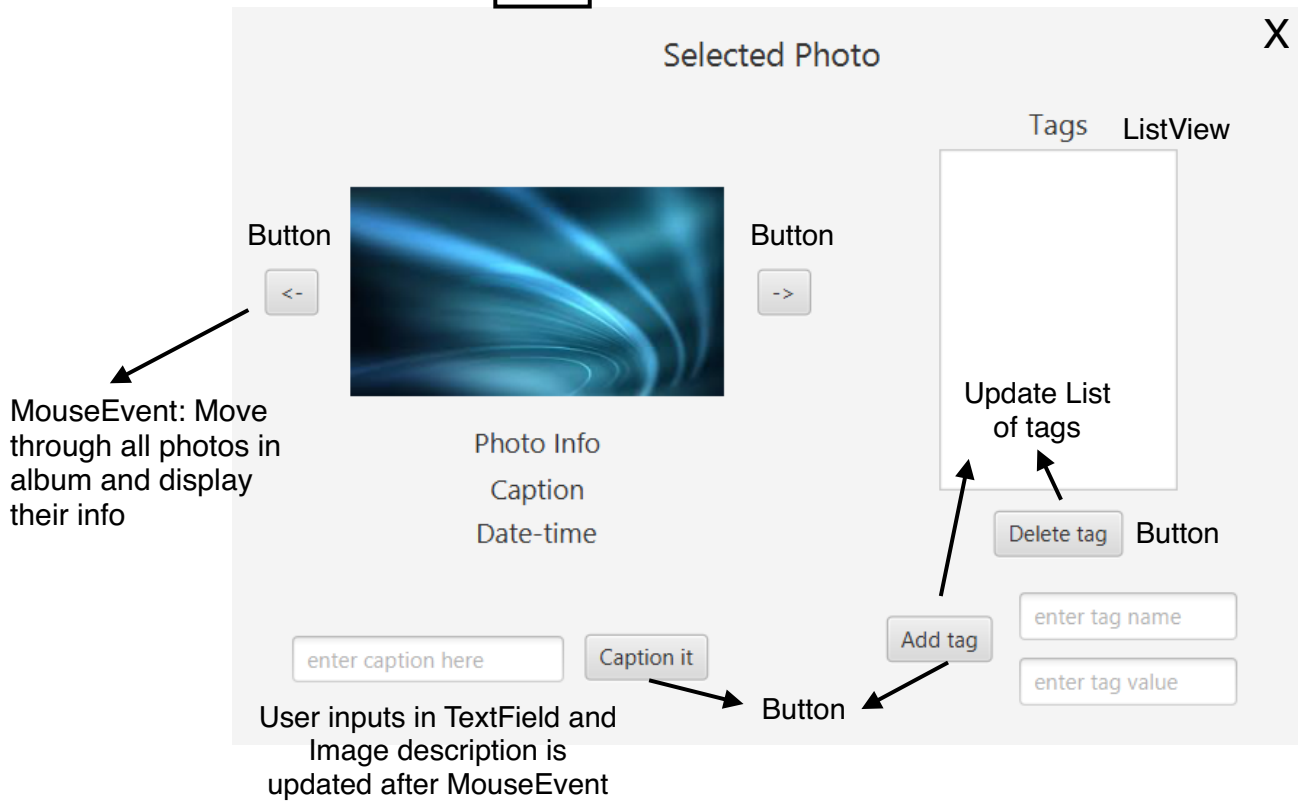 Selected Photo
X
Tags ListView
Button
Button
<-
->
MouseEvent: Move
through all photos in
album and display
their info
Update List
of tags
Photo Info
Caption
Date-time
Delete tag Button
enter tag name
Add tag
enter caption here
Caption it
enter tag value
Button
User inputs in TextField and
Image description is
updated after MouseEvent